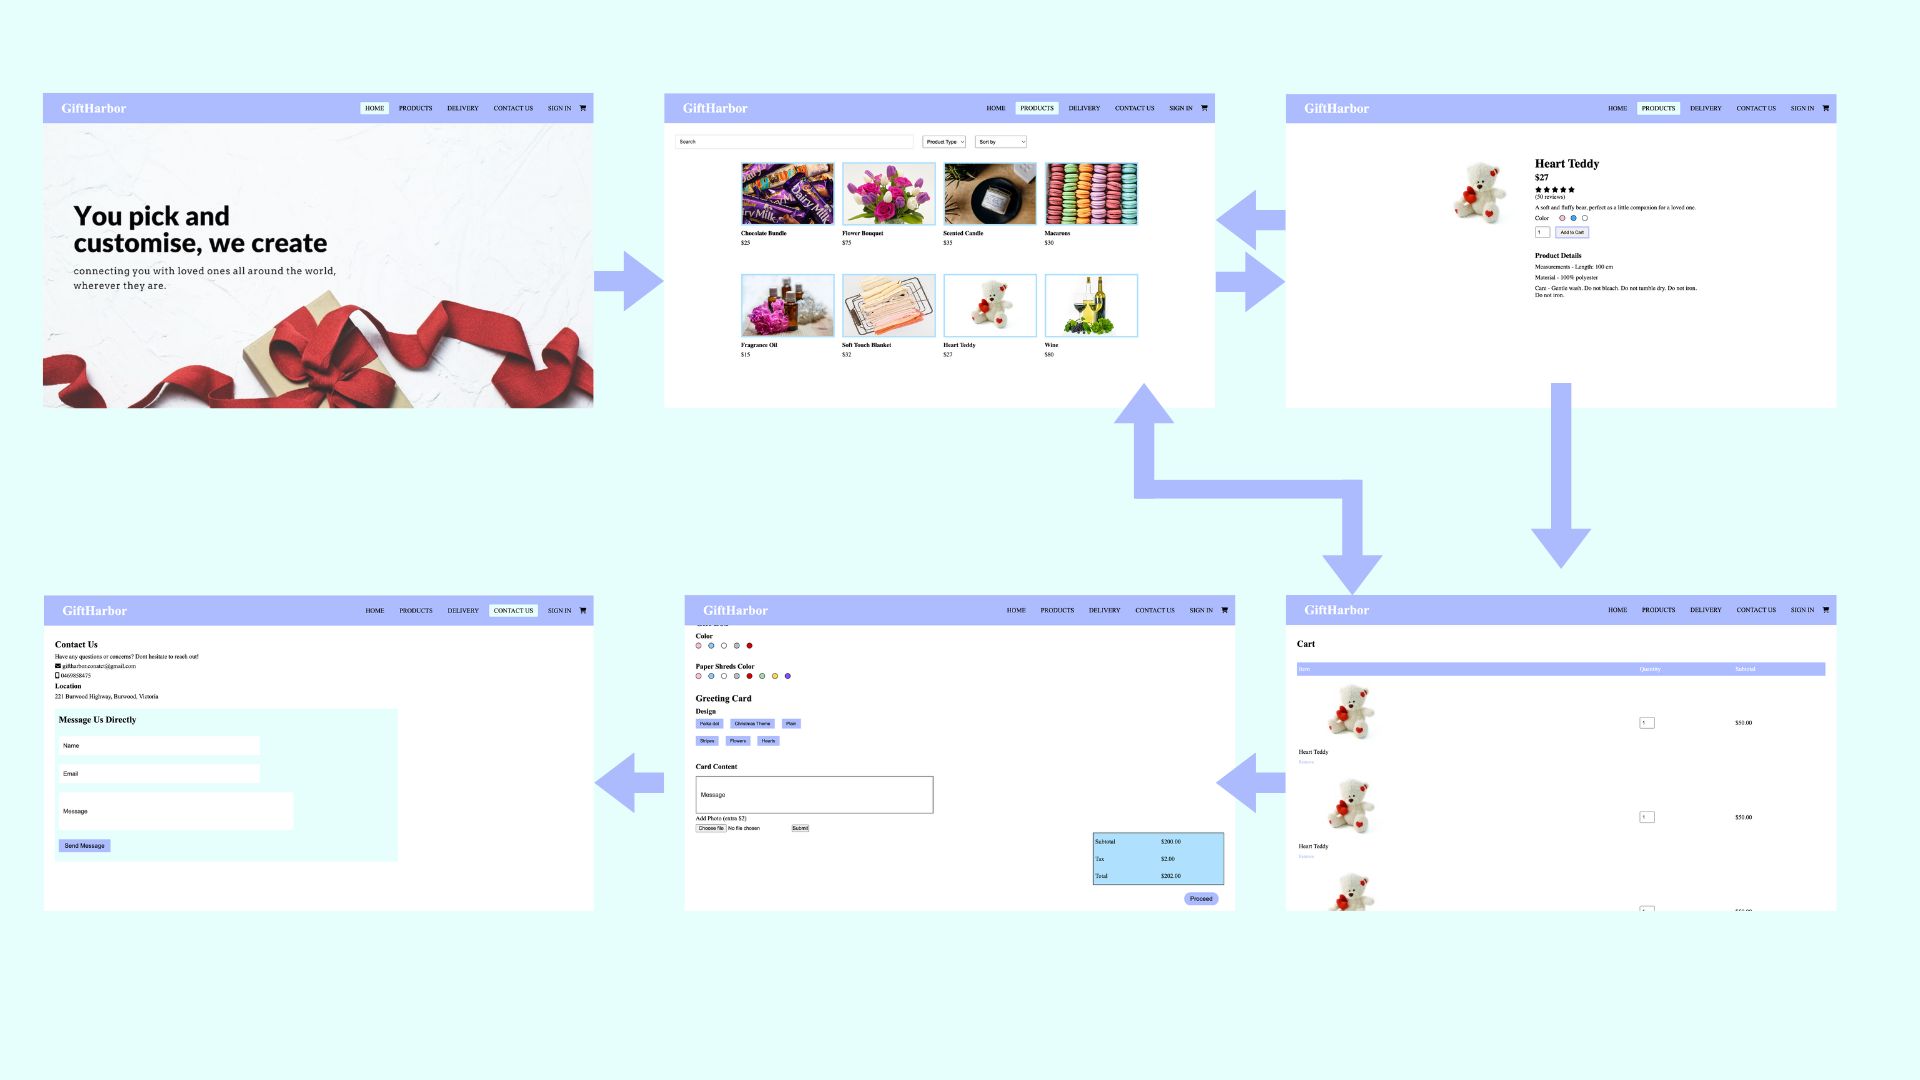 GiftHarbor
HOME PRODUCTS DELIVERY CONTACT US SIGN IN
You pick and
customise, we create
connecting you with loved ones all around the world,
wherever they are.
GiftHarbor
HOME PRODUCTS DELIVERY CONTACT US SIGN IN
Search Product Type Sort by
Chocolate Bundle Flower Bouquet Scented Candle Macarons
$25 $75 $35 $30
Fragrance Oil Soft Touch Blanket Heart Teddy Wine
$15 $32 $27 $80
GiftHarbor
HOME PRODUCTS DELIVERY CONTACT US SIGN IN
Heart Teddy
$27
(50 reviews)
A soft and fluffy bear, perfect as a little companion for a loved one.
Color
1 Add to Cart
Product Details
Measurements - Length: 100 cm
Material - 100% polyester
Care - Gentle wash. Do not bleach. Do not tumble dry. Do not iron.
Do not iron.
GiftHarbor
HOME PRODUCTS DELIVERY CONTACT US SIGN IN
Contact Us
Have any questions or concerns? Dont hesitate to reach out!
0469858475
Location
221 Burwood Highway, Burwood, Victoria
Message Us Directly
Name
Email
Message
Send Message
GiftHarbor
HOME PRODUCTS DELIVERY CONTACT US SIGN IN
Color
Paper Shreds Color
Greeting Card
Design
Polka dot Christmas Theme Plain
Stripes Flowers Hearts
Card Content
Message
Add Photo (extra $2)
Choose file No file chosen Submit
Subtotal $200.00
Tax $2.00
Total $202.00
Proceed
GiftHarbor
HOME PRODUCTS DELIVERY CONTACT US SIGN IN
Cart
Item Quantity Subtotal
1 $50.00
Heart Teddy
Remove
1 $50.00
Heart Teddy
Remove